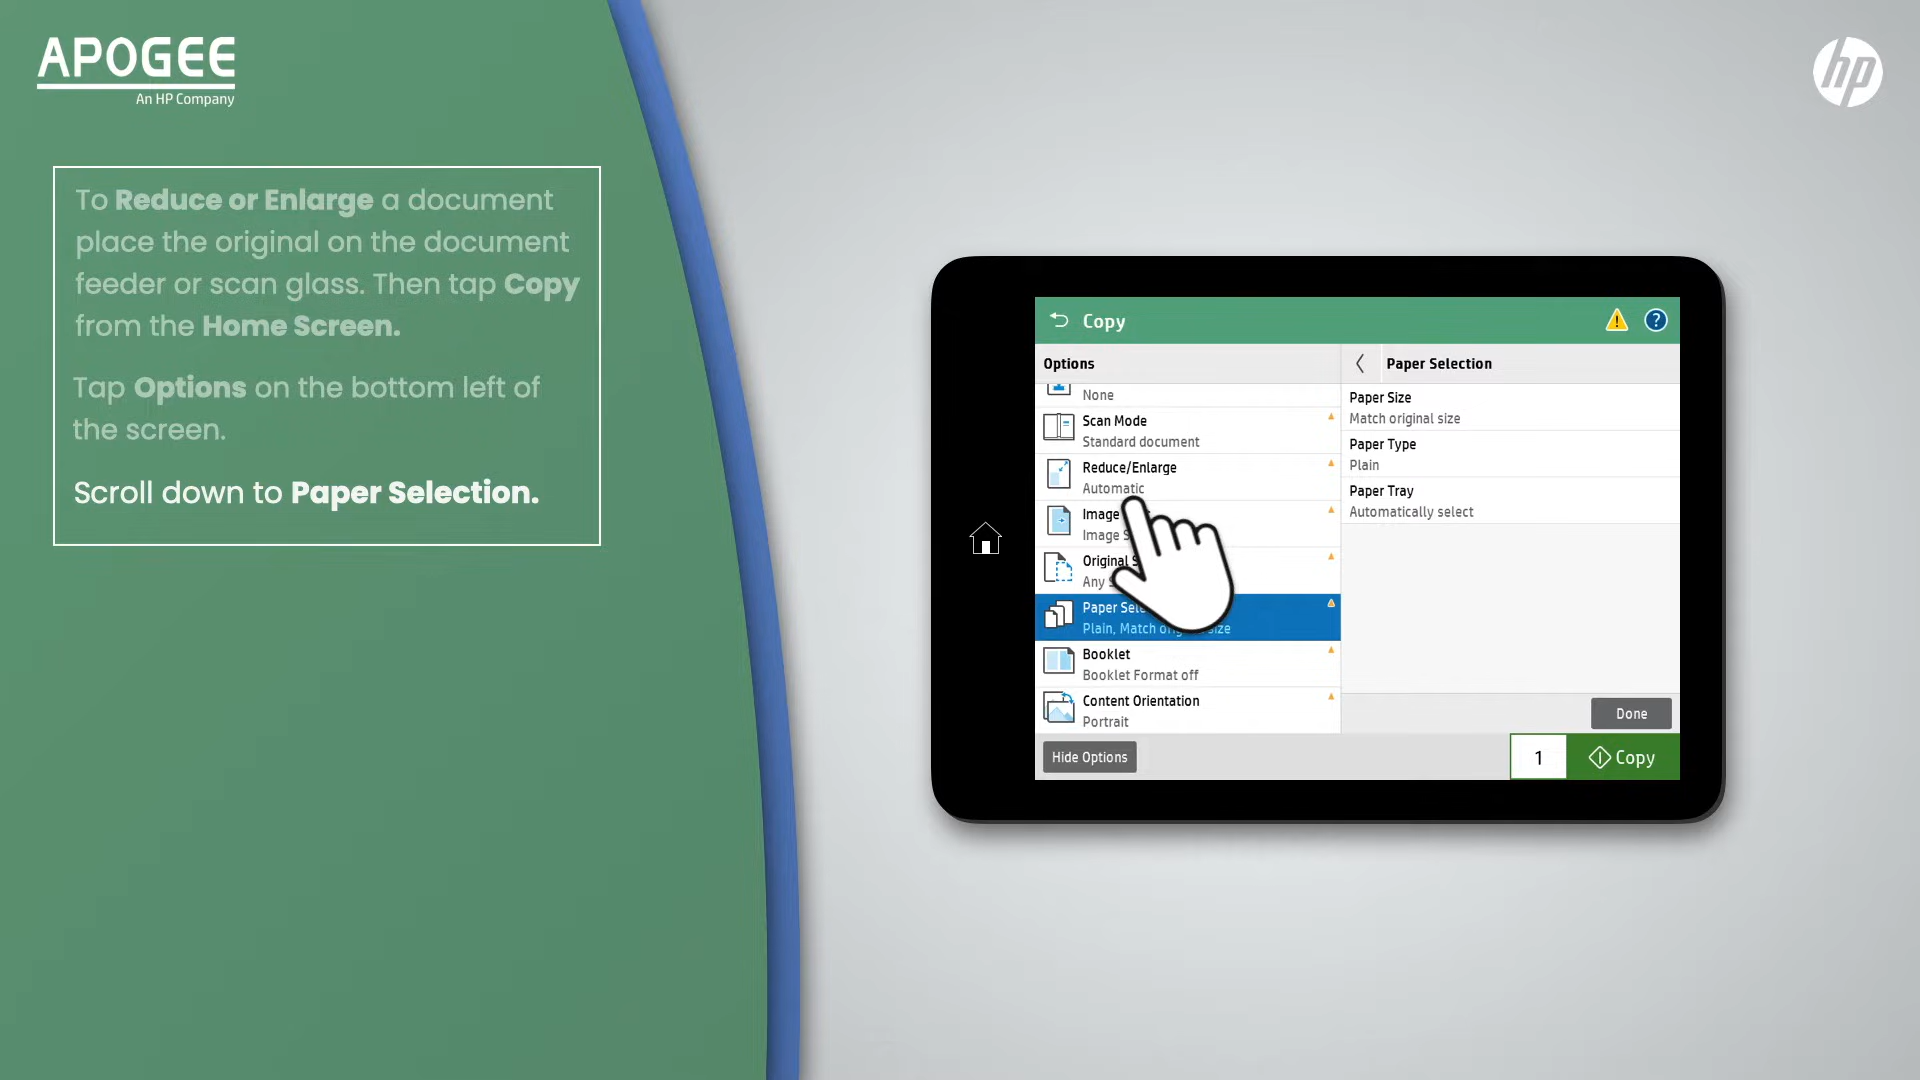 APOGEE
An HP Company
hp
To Reduce or Enlarge a document
place the original on the document
feeder or scan glass. Then tap Copy
from the Home Screen.
Tap Options on the bottom left of
the screen.
Scroll down to Paper Selection.
Copy
?
Options
None
Scan Mode
Standard document
Reduce/Enlarge
Automatic
Image
Image S
Original S
Any S
Paper Sele
Plain, Match original size
Booklet
Booklet Format off
Content Orientation
Portrait
Hide Options
Paper Selection
Paper Size
Match original size
Paper Type
Plain
Paper Tray
Automatically select
Done
1
Copy